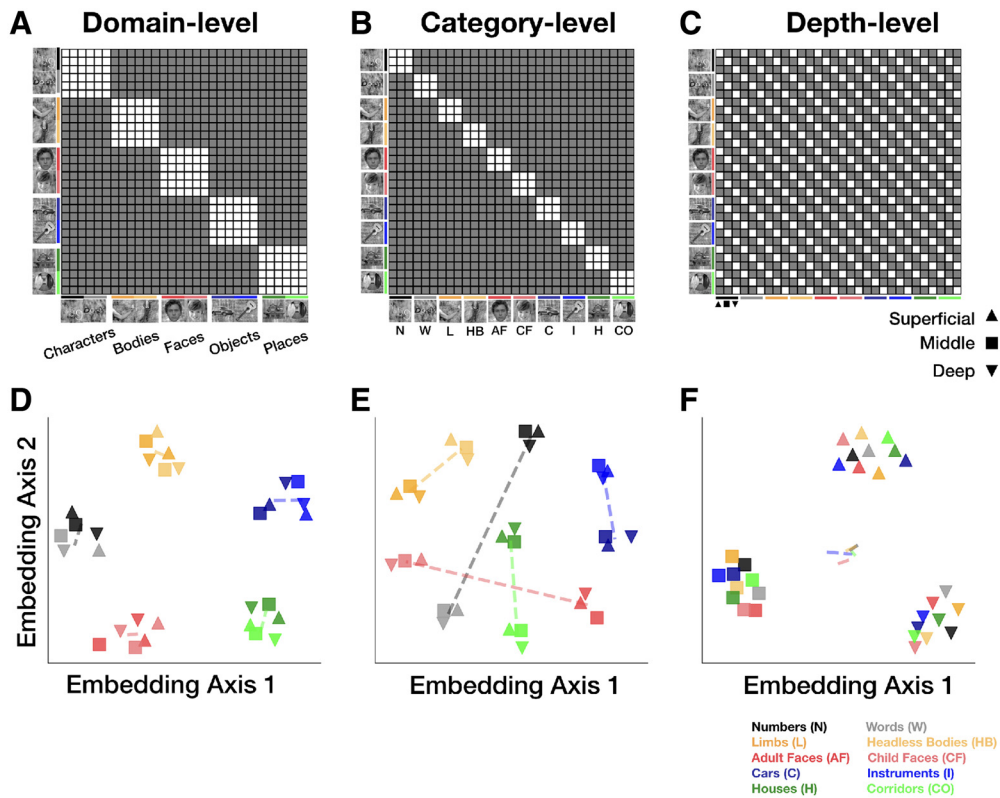 A Domain-level
B Category-level
C Depth-level
Characters Bodies Faces Objects Places
N W L HB AF CF C I H CO
Superficial
Middle
Deep
D
E
F
Embedding Axis 2
Embedding Axis 1
Embedding Axis 1
Embedding Axis 1
Numbers (N) Words (W)
Limbs (L) Headless Bodies (HB)
Adult Faces (AF) Child Faces (CF)
Cars (C) Instruments (I)
Houses (H) Corridors (CO)